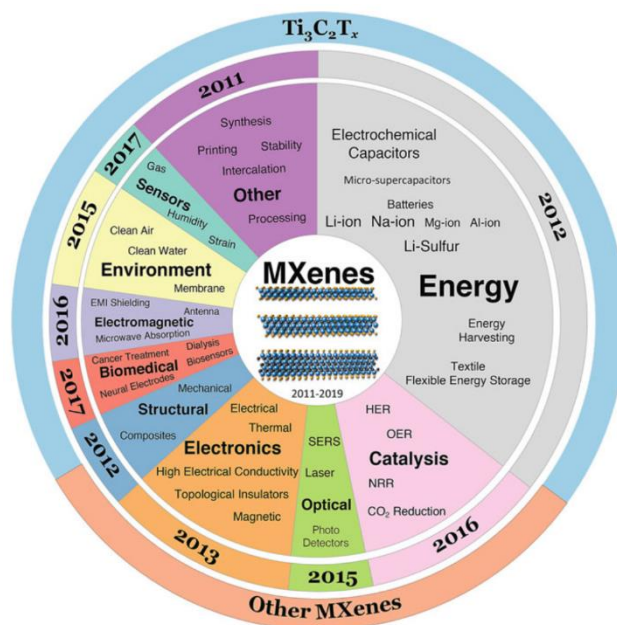 Ti₃C₂Tₓ
2011
Synthesis
Printing
Stability
Intercalation
Other
Processing
2012
Electrochemical
Capacitors
Micro-supercapacitors
Batteries
Li-ion Na-ion Mg-ion Al-ion
Li-Sulfur
Energy
Energy
Harvesting
Textile
Flexible Energy Storage
2017
Gas
Sensors
Humidity
Strain
2015
Clean Air
Clean Water
Environment
Membrane
2016
EMI Shielding
Antenna
Electromagnetic
Microwave Absorption
2017
Cancer Treatment
Dialysis
Biomedical
Biosensors
Neural Electrodes
2012
Mechanical
Structural
Composites
MXenes
2011-2019
2013
Electrical
Thermal
Electronics
High Electrical Conductivity
Topological Insulators
Magnetic
2015
SERS
Laser
Optical
Photo
Detectors
2016
HER
OER
Catalysis
NRR
CO₂ Reduction
Other MXenes